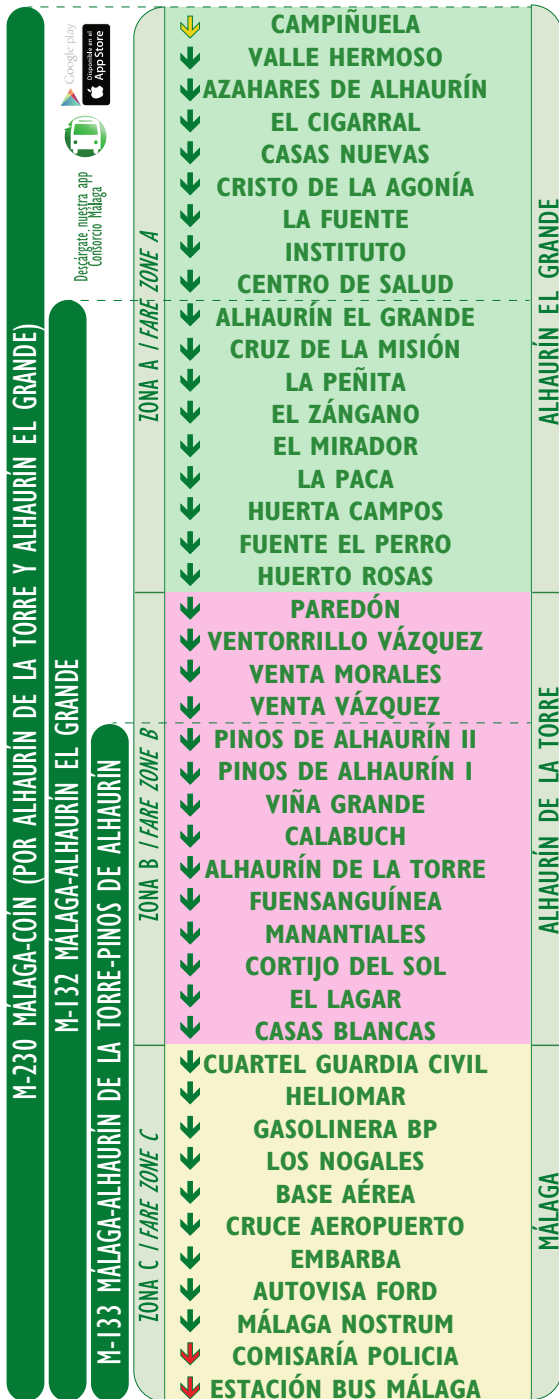 M-230 MÁLAGA-COÍN (POR ALHAURÍN DE LA TORRE Y ALHAURÍN EL GRANDE)
M-132 MÁLAGA-ALHAURÍN EL GRANDE
M-133 MÁLAGA-ALHAURÍN DE LA TORRE-PINOS DE ALHAURÍN
Google play
Disponible en el
App Store
Descárgate nuestra app
Consorcio Málaga
ZONA A / FARE ZONE A
ZONA B / FARE ZONE B
ZONA C / FARE ZONE C
CAMPIÑUELA
VALLE HERMOSO
AZAHARES DE ALHAURÍN
EL CIGARRAL
CASAS NUEVAS
CRISTO DE LA AGONÍA
LA FUENTE
INSTITUTO
CENTRO DE SALUD
ALHAURÍN EL GRANDE
CRUZ DE LA MISIÓN
LA PEÑITA
EL ZÁNGANO
EL MIRADOR
LA PACA
HUERTA CAMPOS
FUENTE EL PERRO
HUERTO ROSAS
PAREDÓN
VENTORRILLO VÁZQUEZ
VENTA MORALES
VENTA VÁZQUEZ
PINOS DE ALHAURÍN II
PINOS DE ALHAURÍN I
VIÑA GRANDE
CALABUCH
ALHAURÍN DE LA TORRE
FUENSANGUÍNEA
MANANTIALES
CORTIJO DEL SOL
EL LAGAR
CASAS BLANCAS
CUARTEL GUARDIA CIVIL
HELIOMAR
GASOLINERA BP
LOS NOGALES
BASE AÉREA
CRUCE AEROPUERTO
EMBARBA
AUTOVISA FORD
MÁLAGA NOSTRUM
COMISARÍA POLICIA
ESTACIÓN BUS MÁLAGA
ALHAURÍN EL GRANDE
ALHAURÍN DE LA TORRE
MÁLAGA